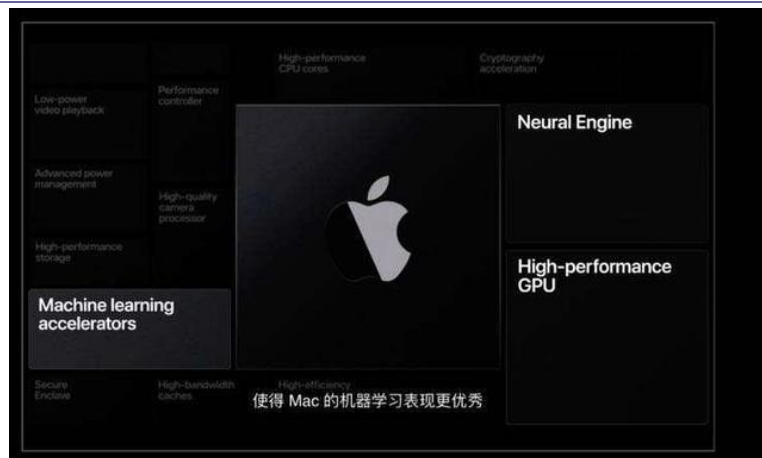 High-performance
CPU cores
Cryptography
acceleration
Low-power
video playback
Performance
controller
Neural Engine
Advanced power
management
High-quality
camera
processor
High-performance
storage
High-performance
GPU
Machine learning
accelerators
Secure
Enclave
High-bandwidth
caches
High-efficiency
使得 Mac 的机器学习表现更优秀